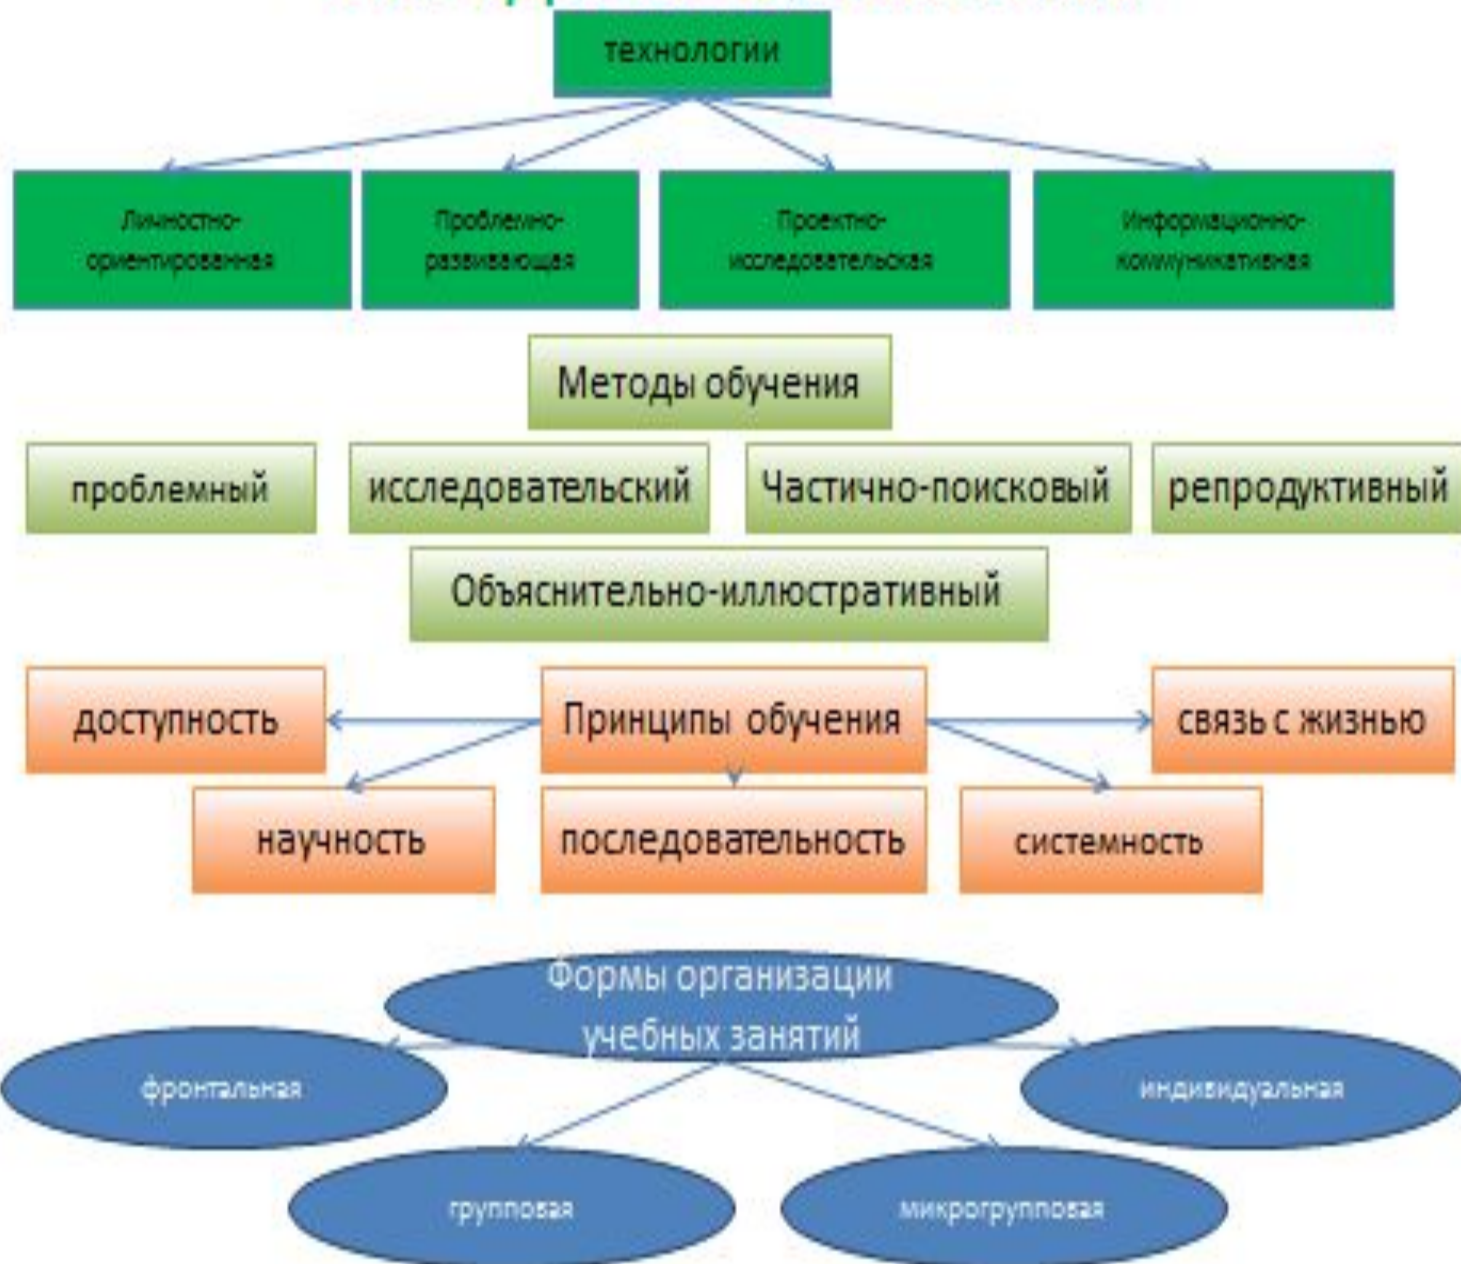 технологии
Личностно-
ориентированная
Проблемно-
развивающая
Проектно-
исследовательская
Информационно-
коммуникативная
Методы обучения
проблемный
исследовательский
Частично-поисковый
репродуктивный
Объяснительно-иллюстративный
доступность
Принципы обучения
связь с жизнью
научность
последовательность
системность
Формы организации
учебных занятий
фронтальная
индивидуальная
групповая
микрогрупповая